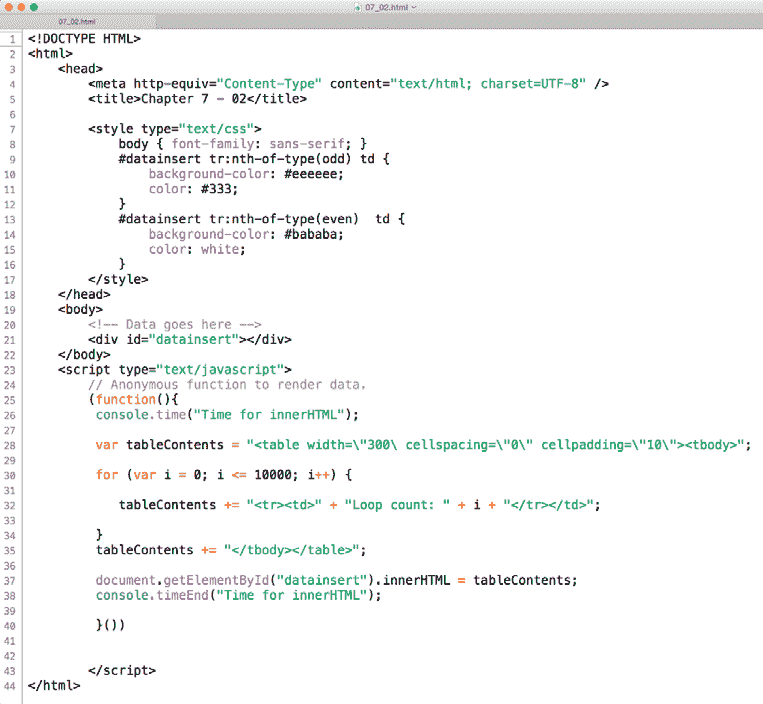 07_02.html
07_02.html
1 <!DOCTYPE HTML>
2 <html>
3 <head>
4 <meta http-equiv="Content-Type" content="text/html; charset=UTF-8" />
5 <title>Chapter 7 - 02</title>
6
7 <style type="text/css">
8 body { font-family: sans-serif; }
9 #datainsert tr:nth-of-type(odd) td {
10 background-color: #eeeeee;
11 color: #333;
12 }
13 #datainsert tr:nth-of-type(even)  td {
14 background-color: #bababa;
15 color: white;
16 }
17 </style>
18 </head>
19 <body>
20 <!-- Data goes here -->
21 <div id="datainsert"></div>
22 </body>
23 <script type="text/javascript">
24 // Anonymous function to render data.
25 (function(){
26 console.time("Time for innerHTML");
27
28 var tableContents = "<table width=\"300\ cellspacing=\"0\" cellpadding=\"10\"><tbody>";
29
30 for (var i = 0; i <= 10000; i++) {
31
32 tableContents += "<tr><td>" + "Loop count: " + i + "</tr></td>";
33
34 }
35 tableContents += "</tbody></table>";
36
37 document.getElementById("datainsert").innerHTML = tableContents;
38 console.timeEnd("Time for innerHTML");
39
40 }())
41
42
43 </script>
44 </html>